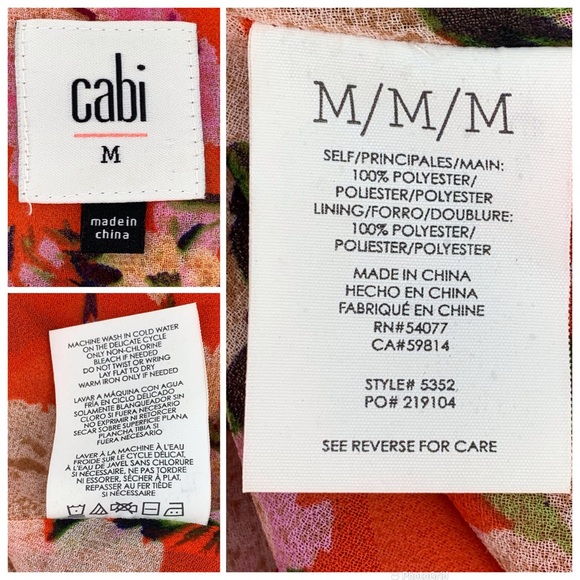 cabi
M
made in
china
M/M/M
SELF/PRINCIPALES/MAIN:
100% POLYESTER/
POLIESTER/POLYESTER
LINING/FORRO/DOUBLURE:
100% POLYESTER/
POLIESTER/POLYESTER
MADE IN CHINA
HECHO EN CHINA
FABRIQUÉ EN CHINE
RN#54077
CA#59814
STYLE# 5352
PO# 219104
SEE REVERSE FOR CARE
MACHINE WASH IN COLD WATER
ON THE DELICATE CYCLE
ONLY NON-CHLORINE
BLEACH IF NEEDED
DO NOT TWIST OR WRING
LAY FLAT TO DRY
WARM IRON ONLY IF NEEDED
LAVAR A MÁQUINA CON AGUA
FRÍA EN CICLO DELICADO
SOLAMENTE BLANQUEADOR SIN
CLORO SI FUERA NECESARIO
NO EXPRIMIR NI RETORCER
SECAR SOBRE SUPERFICIE PLANA
PLANCHA TIBIA SI
FUERA NECESARIO
LAVER À LA MACHINE À L'EAU
FROIDE SUR LE CYCLE DÉLICAT,
À L'EAU DE JAVEL SANS CHLORURE
SI NÉCESSAIRE, NE PAS TORDRE
NI ESSORER, SÉCHER À PLAT,
REPASSER AU FER TIÈDE
SI NÉCESSAIRE